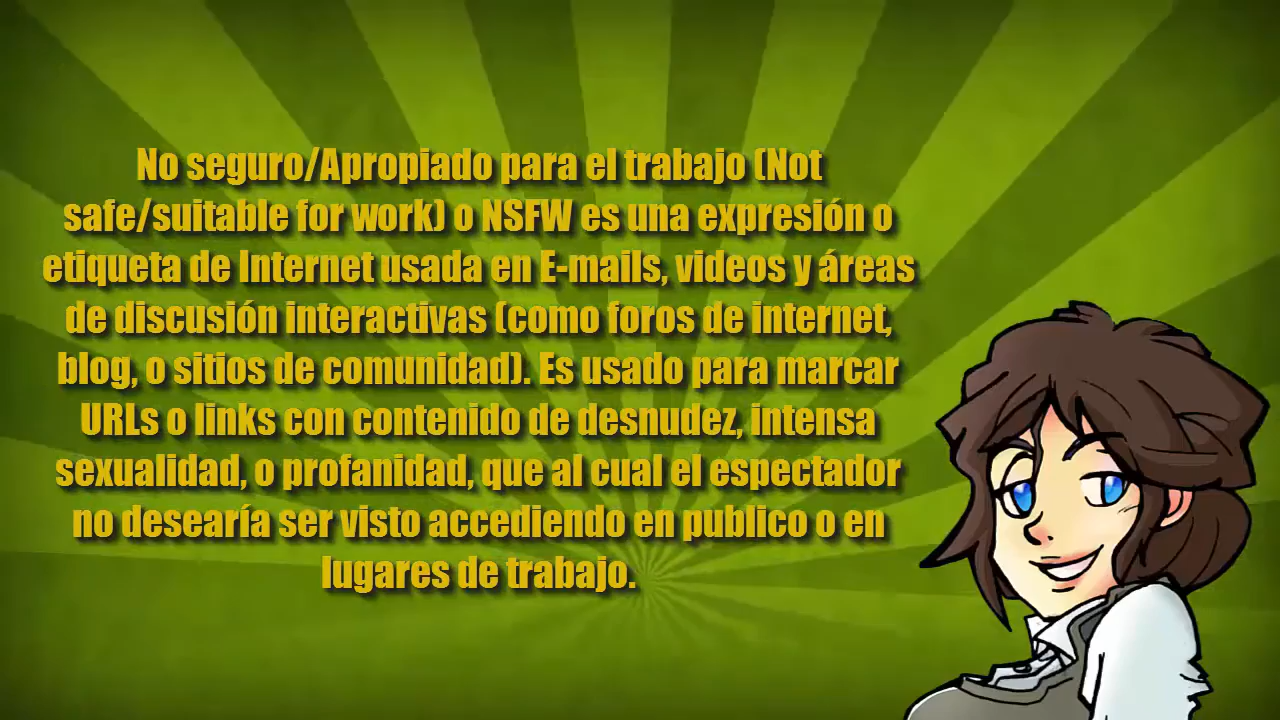 No seguro/Apropiado para el trabajo (Not
safe/suitable for work) o NSFW es una expresión o
etiqueta de Internet usada en E-mails, videos y áreas
de discusión interactivas (como foros de internet,
blog, o sitios de comunidad). Es usado para marcar
URLs o links con contenido de desnudez, intensa
sexualidad, o profanidad, que al cual el espectador
no desearía ser visto accediendo en publico o en
lugares de trabajo.